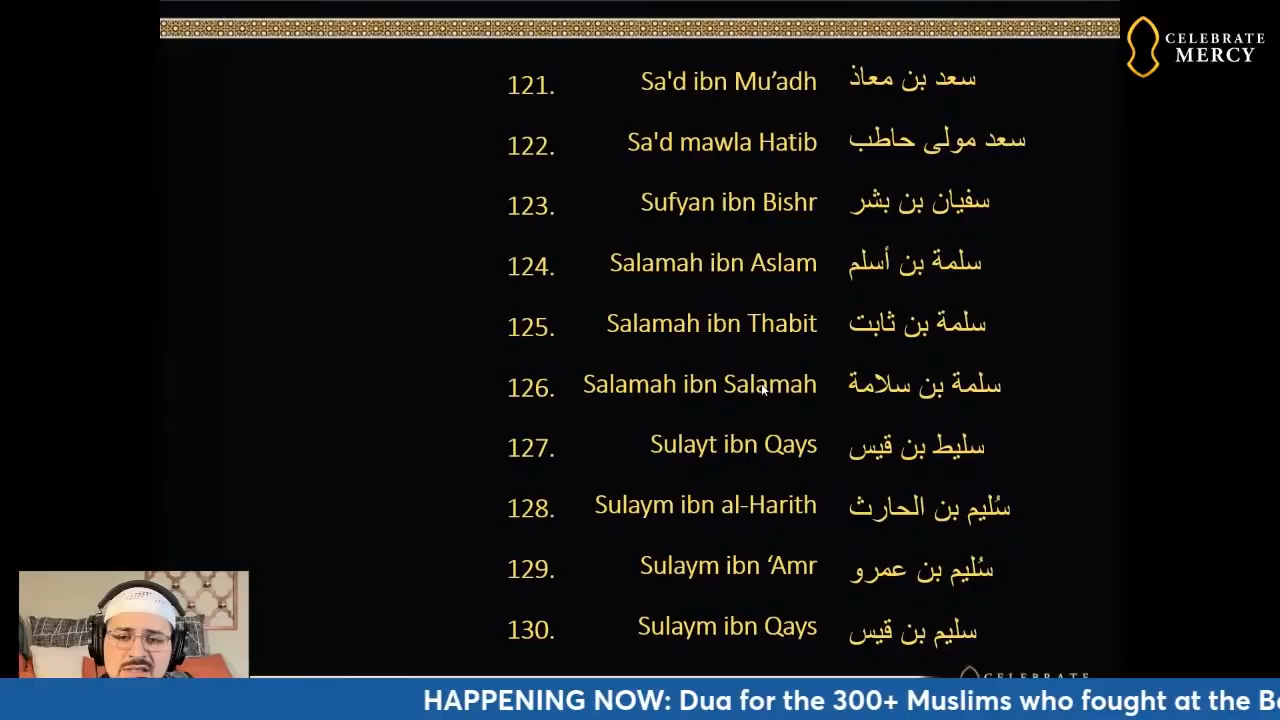 CELEBRATE
MERCY
121. Sa'd ibn Mu’adh سعد بن معاذ
122. Sa'd mawla Hatib سعد مولى حاطب
123. Sufyan ibn Bishr سفيان بن بشر
124. Salamah ibn Aslam سلمة بن أسلم
125. Salamah ibn Thabit سلمة بن ثابت
126. Salamah ibn Salamah سلمة بن سلامة
127. Sulayt ibn Qays سليط بن قيس
128. Sulaym ibn al-Harith سُليم بن الحارث
129. Sulaym ibn ‘Amr سُليم بن عمرو
130. Sulaym ibn Qays سليم بن قيس
CELEBRATE
HAPPENING NOW: Dua for the 300+ Muslims who fought at the